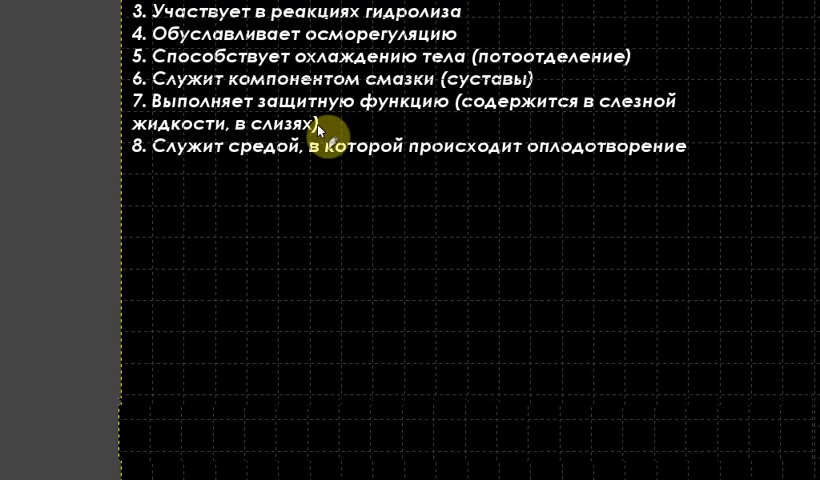 3. Участвует в реакциях гидролиза
4. Обуславливает осморегуляцию
5. Способствует охлаждению тела (потоотделение)
6. Служит компонентом смазки (суставы)
7. Выполняет защитную функцию (содержится в слезной
жидкости, в слизях)
8. Служит средой, в которой происходит оплодотворение